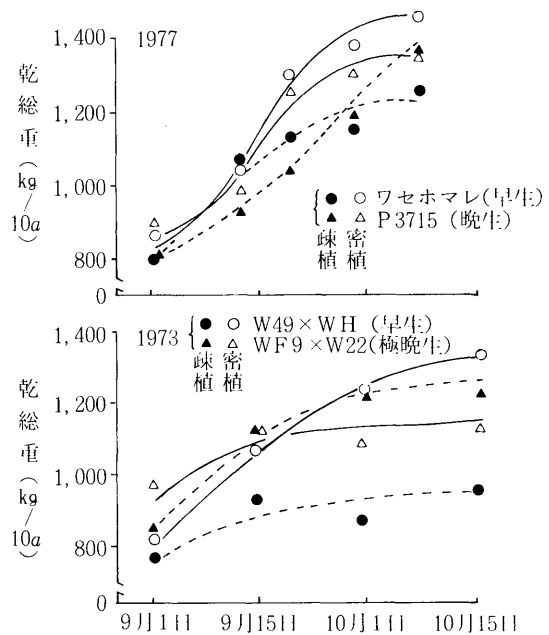 1977
乾総重(kg/10a)
1,400
1,200
1,000
800
0
● ○ ワセホマレ(早生)
▲ △ P3715 (晩生)
疎植 密植
1973
● ○ W49×WH (早生)
▲ △ WF9×W22(極晩生)
疎植 密植
乾総重(kg/10a)
1,400
1,200
1,000
800
0
9月1日 9月15日 10月1日 10月15日